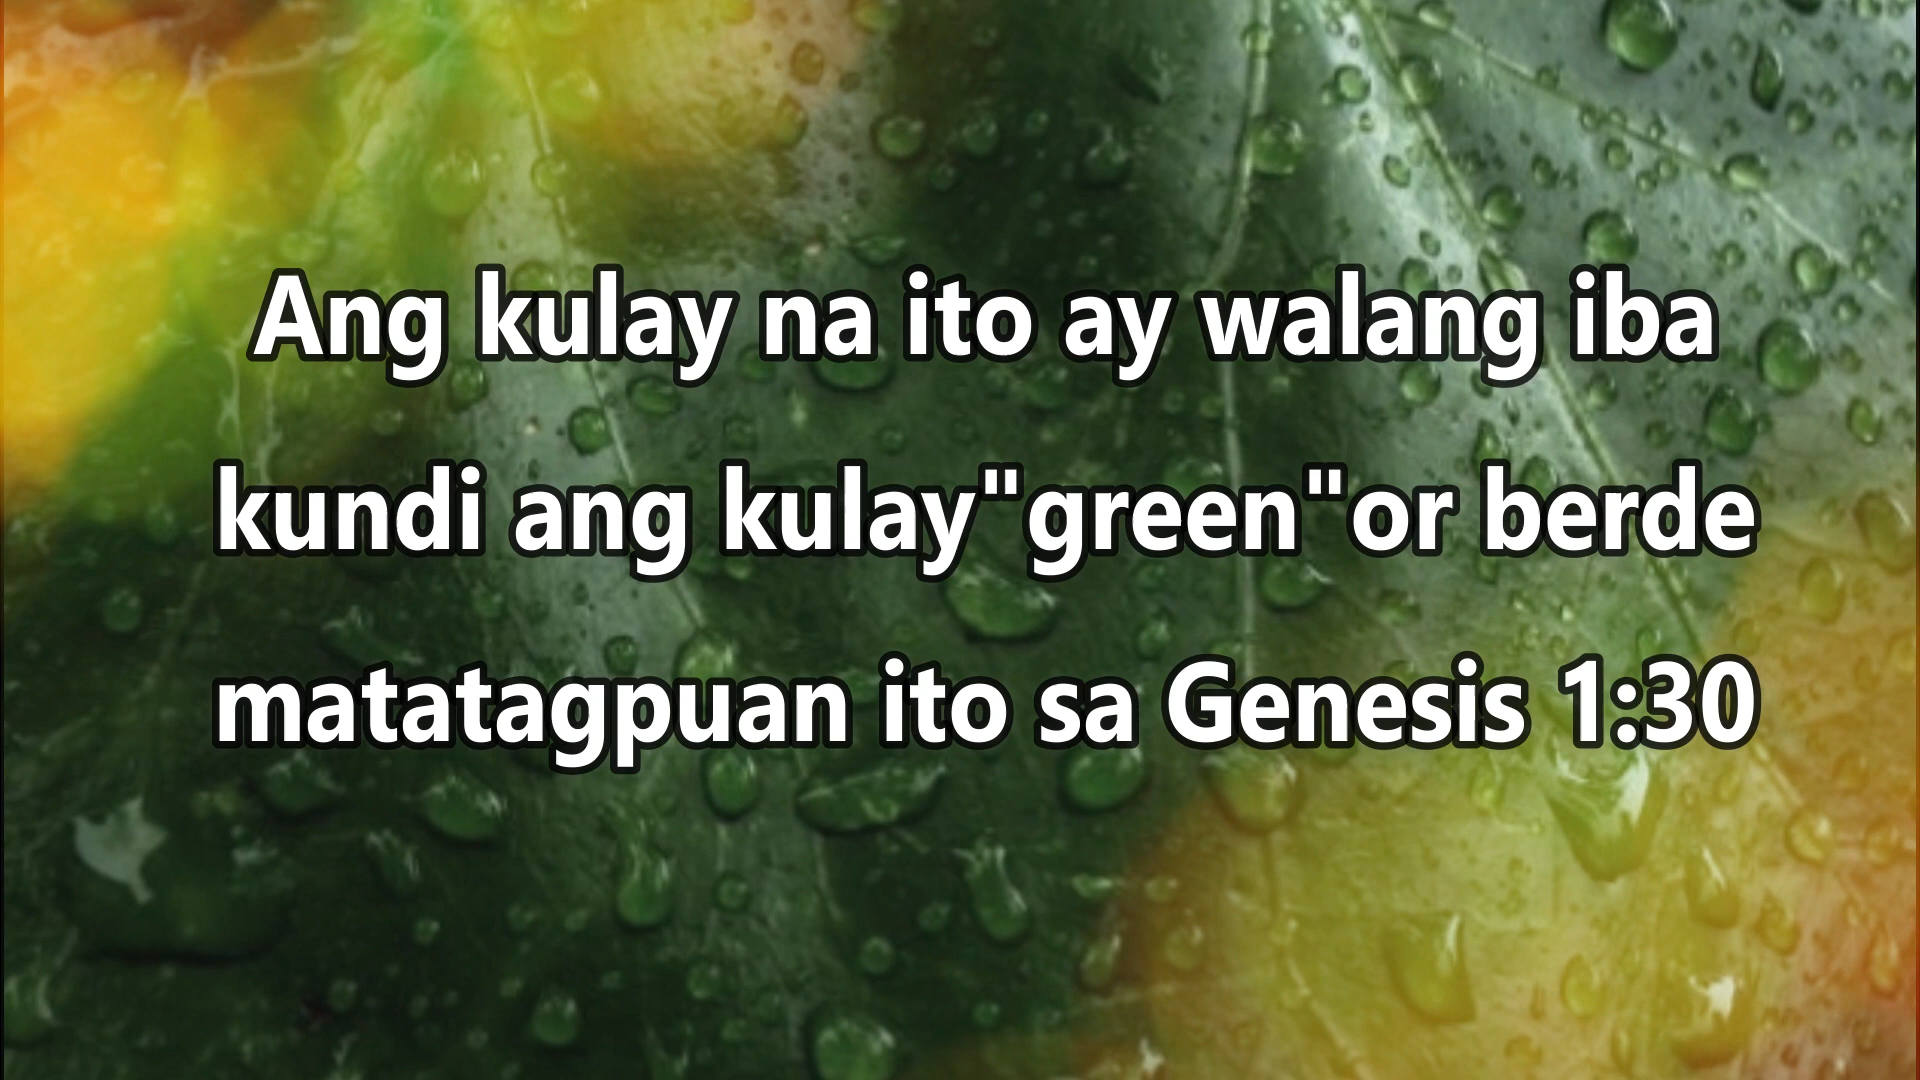 Ang kulay na ito ay walang iba
kundi ang kulay"green"or berde
matatagpuan ito sa Genesis 1:30